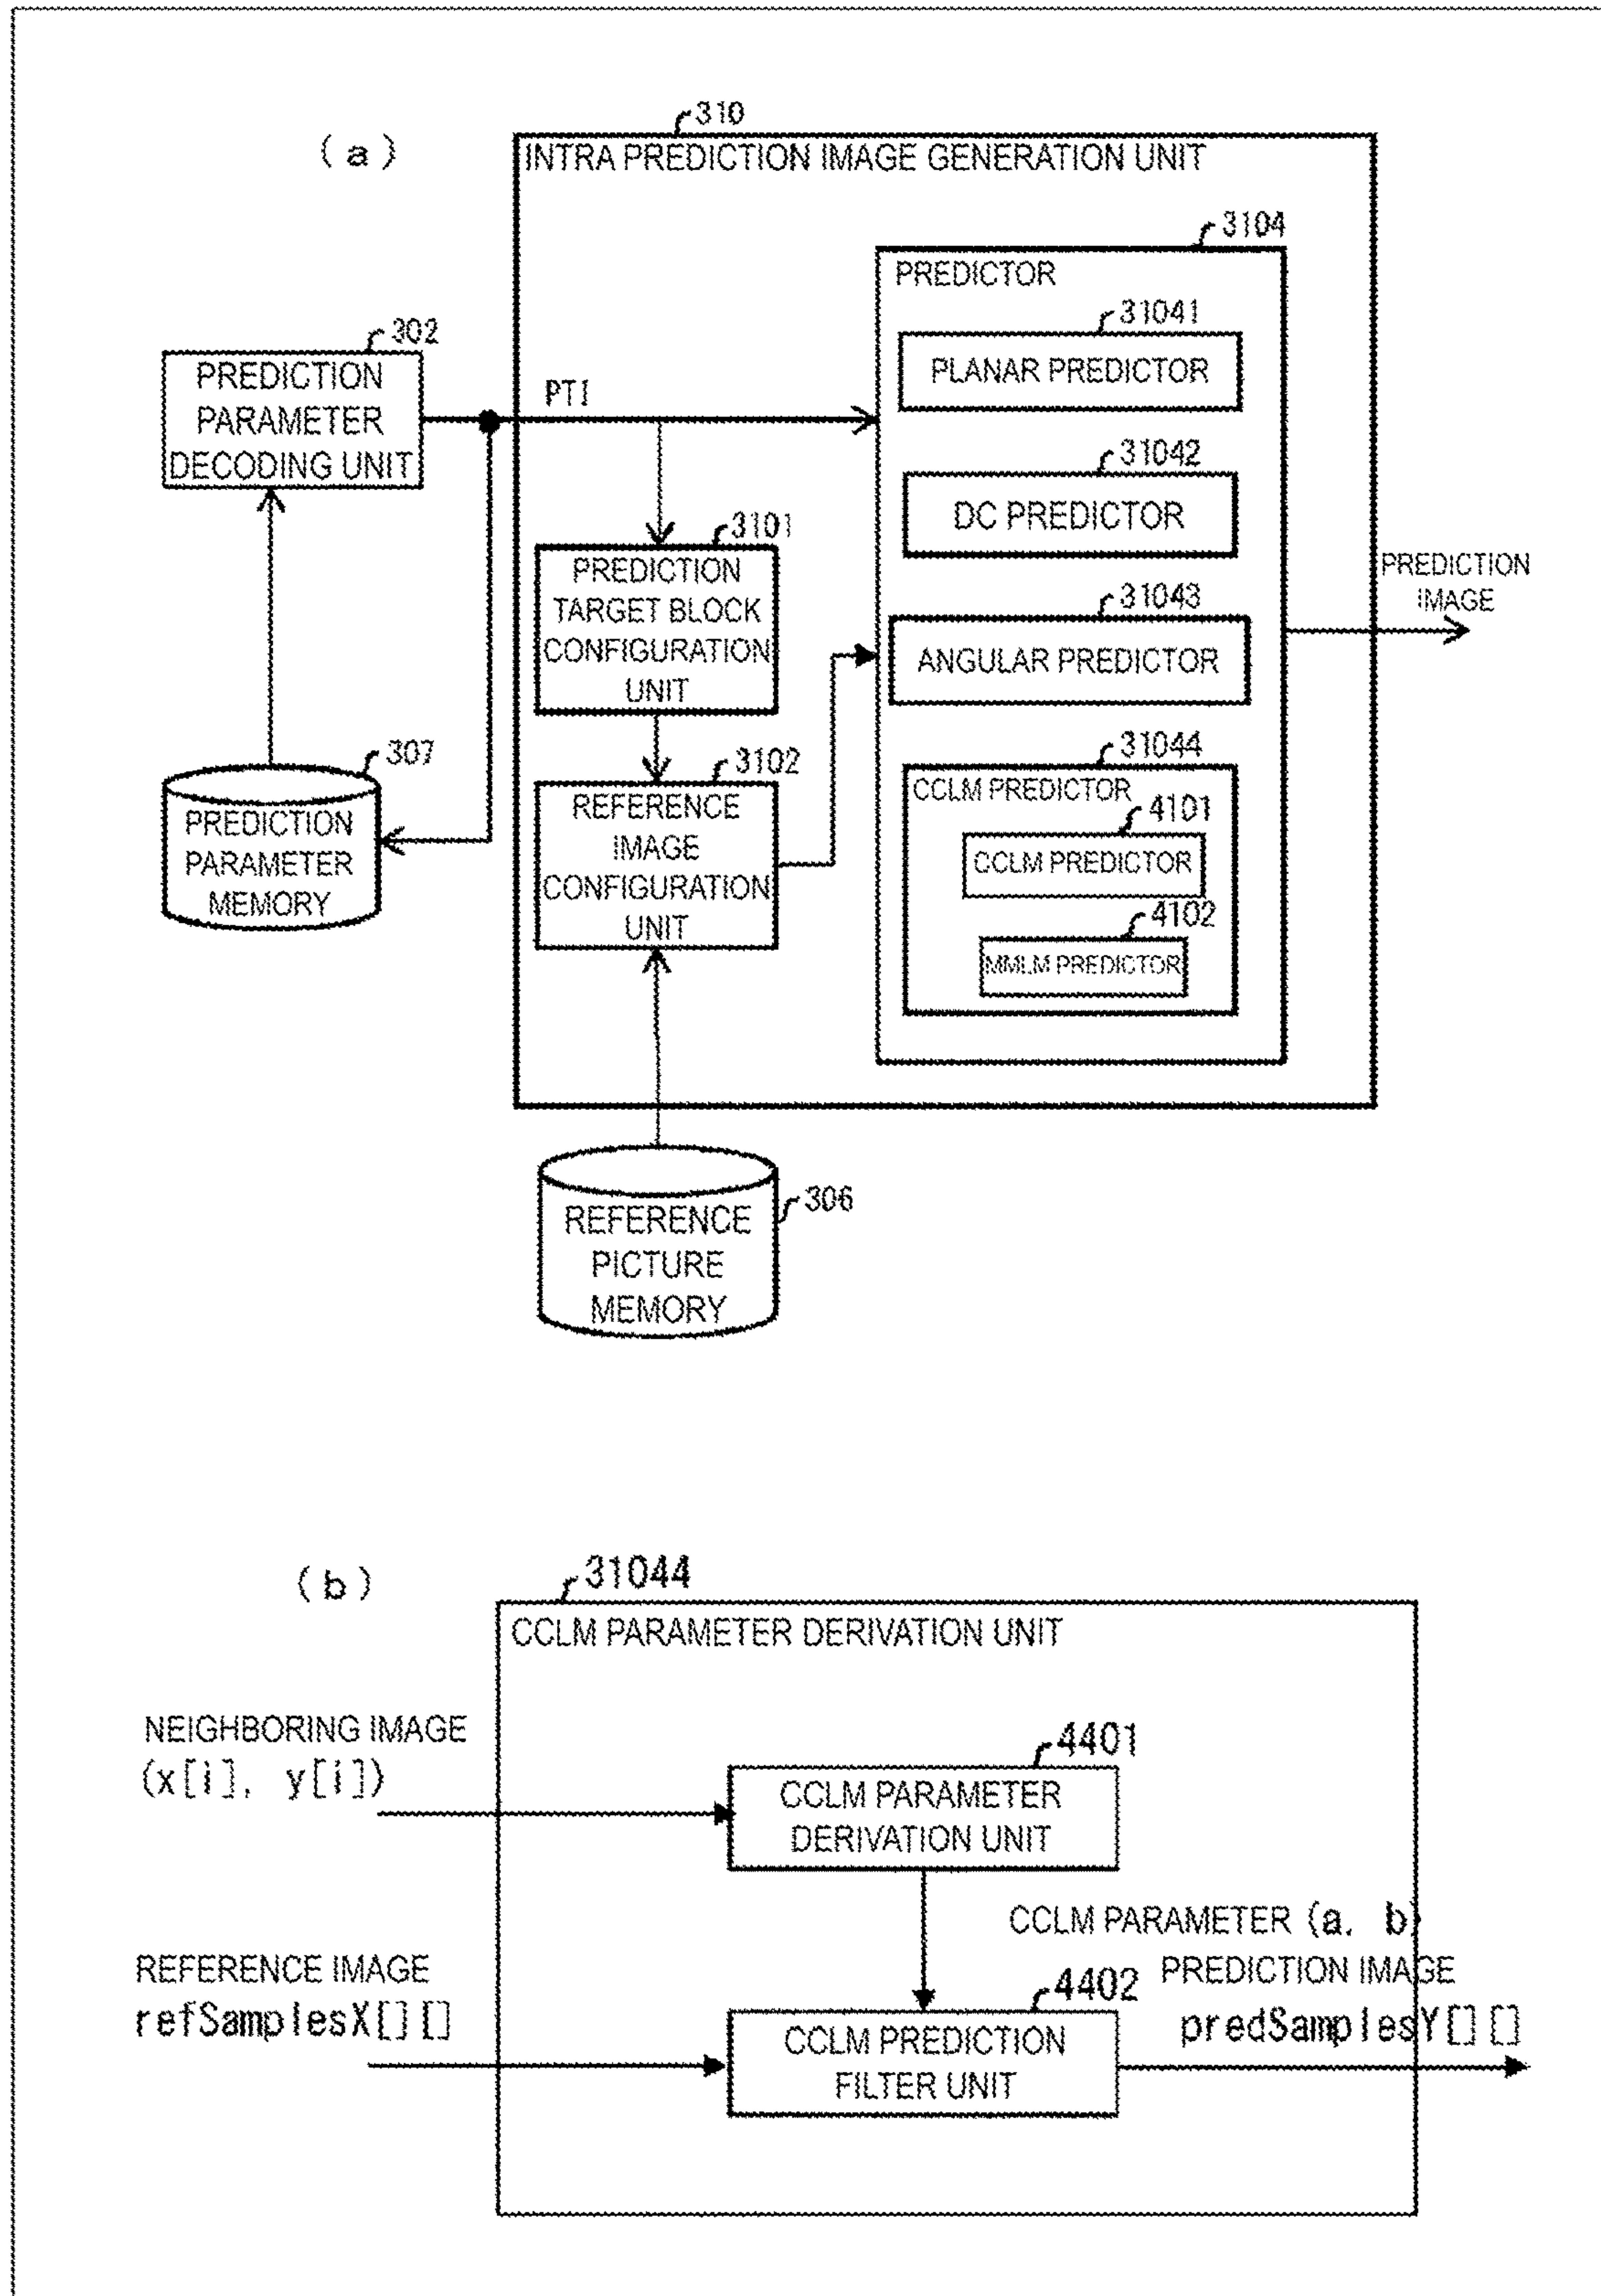 (a)
310
INTRA PREDICTION IMAGE GENERATION UNIT
3104
PREDICTOR
31041
PLANAR PREDICTOR
302
PREDICTION
PARAMETER
DECODING UNIT
PTI
31042
DC PREDICTOR
3101
PREDICTION
TARGET BLOCK
CONFIGURATION
UNIT
PREDICTION
IMAGE
31043
ANGULAR PREDICTOR
307
PREDICTION
PARAMETER
MEMORY
3102
REFERENCE
IMAGE
CONFIGURATION
UNIT
31044
CCLM PREDICTOR
4101
CCLM PREDICTOR
4102
MMLM PREDICTOR
306
REFERENCE
PICTURE
MEMORY
(b)
31044
CCLM PARAMETER DERIVATION UNIT
NEIGHBORING IMAGE
(x[i], y[i])
4401
CCLM PARAMETER
DERIVATION UNIT
CCLM PARAMETER (a, b)
REFERENCE IMAGE
refSamplesX[][]
4402
CCLM PREDICTION
FILTER UNIT
PREDICTION IMAGE
predSamplesY[][]